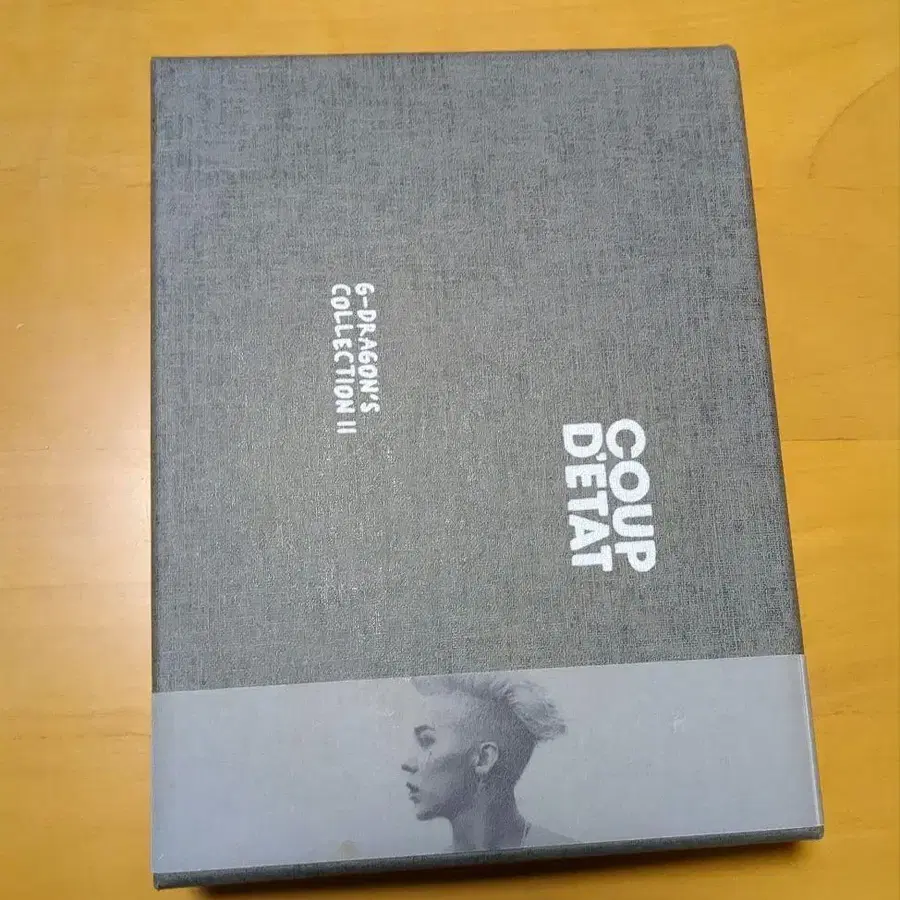 G-DRAGON'S
COLLECTION II
COUP
D'ETAT